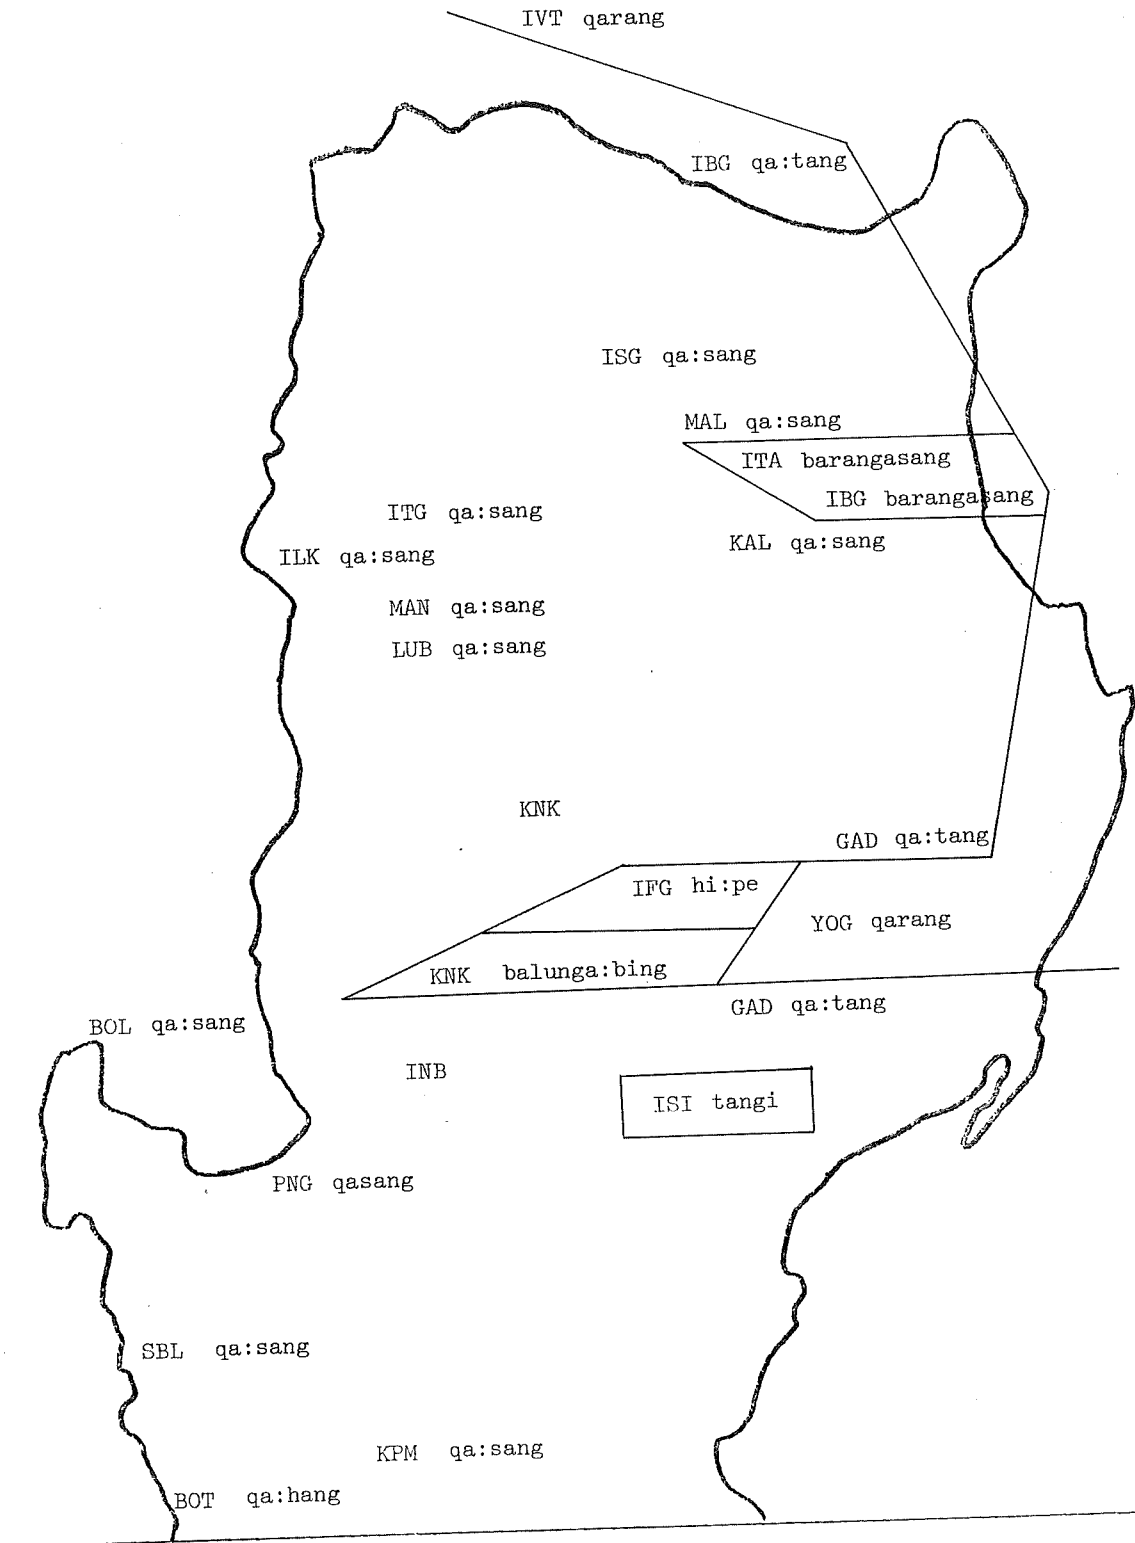 IVT qarang
IBG qa:tang
ISG qa:sang
MAL qa:sang
ITA barangasang
IBG barangasang
ITG qa:sang
KAL qa:sang
ILK qa:sang
MAN qa:sang
LUB qa:sang
KNK
GAD qa:tang
IFG hi:pe
YOG qarang
KNK balunga:bing
GAD qa:tang
BOL qa:sang
INB
ISI tangi
PNG qasang
SBL qa:sang
KPM qa:sang
BOT qa:hang